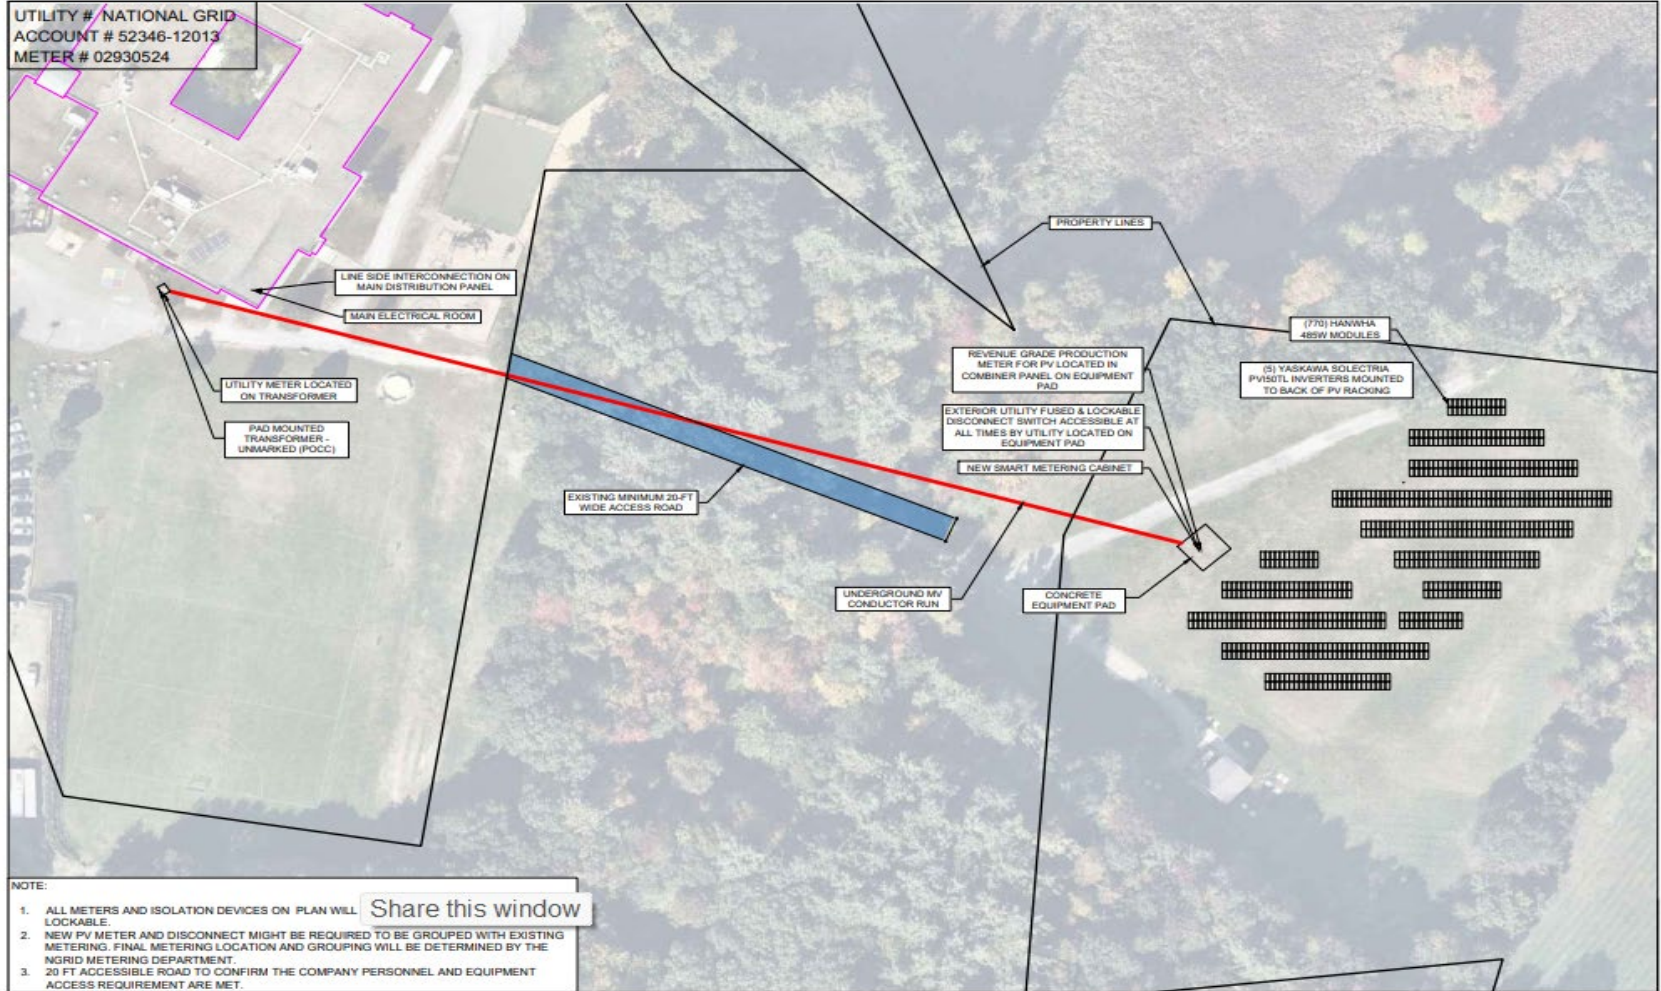 UTILITY # NATIONAL GRID
ACCOUNT # 52346-12013
METER # 02930524
PROPERTY LINES
LINE SIDE INTERCONNECTION ON
MAIN DISTRIBUTION PANEL
MAIN ELECTRICAL ROOM
(770) HANWHA
485W MODULES
REVENUE GRADE PRODUCTION
METER FOR PV LOCATED IN
COMBINER PANEL ON EQUIPMENT
PAD
(5) YASKAWA SOLECTRIA
PVI50TL INVERTERS MOUNTED
TO BACK OF PV RACKING
UTILITY METER LOCATED
ON TRANSFORMER
EXTERIOR UTILITY FUSED & LOCKABLE
DISCONNECT SWITCH ACCESSIBLE AT
ALL TIMES BY UTILITY LOCATED ON
EQUIPMENT PAD
PAD MOUNTED
TRANSFORMER -
UNMARKED (POCC)
NEW SMART METERING CABINET
EXISTING MINIMUM 20-FT
WIDE ACCESS ROAD
UNDERGROUND MV
CONDUCTOR RUN
CONCRETE
EQUIPMENT PAD
NOTE:
1. ALL METERS AND ISOLATION DEVICES ON PLAN WILL
Share this window
LOCKABLE.
2. NEW PV METER AND DISCONNECT MIGHT BE REQUIRED TO BE GROUPED WITH EXISTING
METERING. FINAL METERING LOCATION AND GROUPING WILL BE DETERMINED BY THE
NGRID METERING DEPARTMENT.
3. 20 FT ACCESSIBLE ROAD TO CONFIRM THE COMPANY PERSONNEL AND EQUIPMENT
ACCESS REQUIREMENT ARE MET.